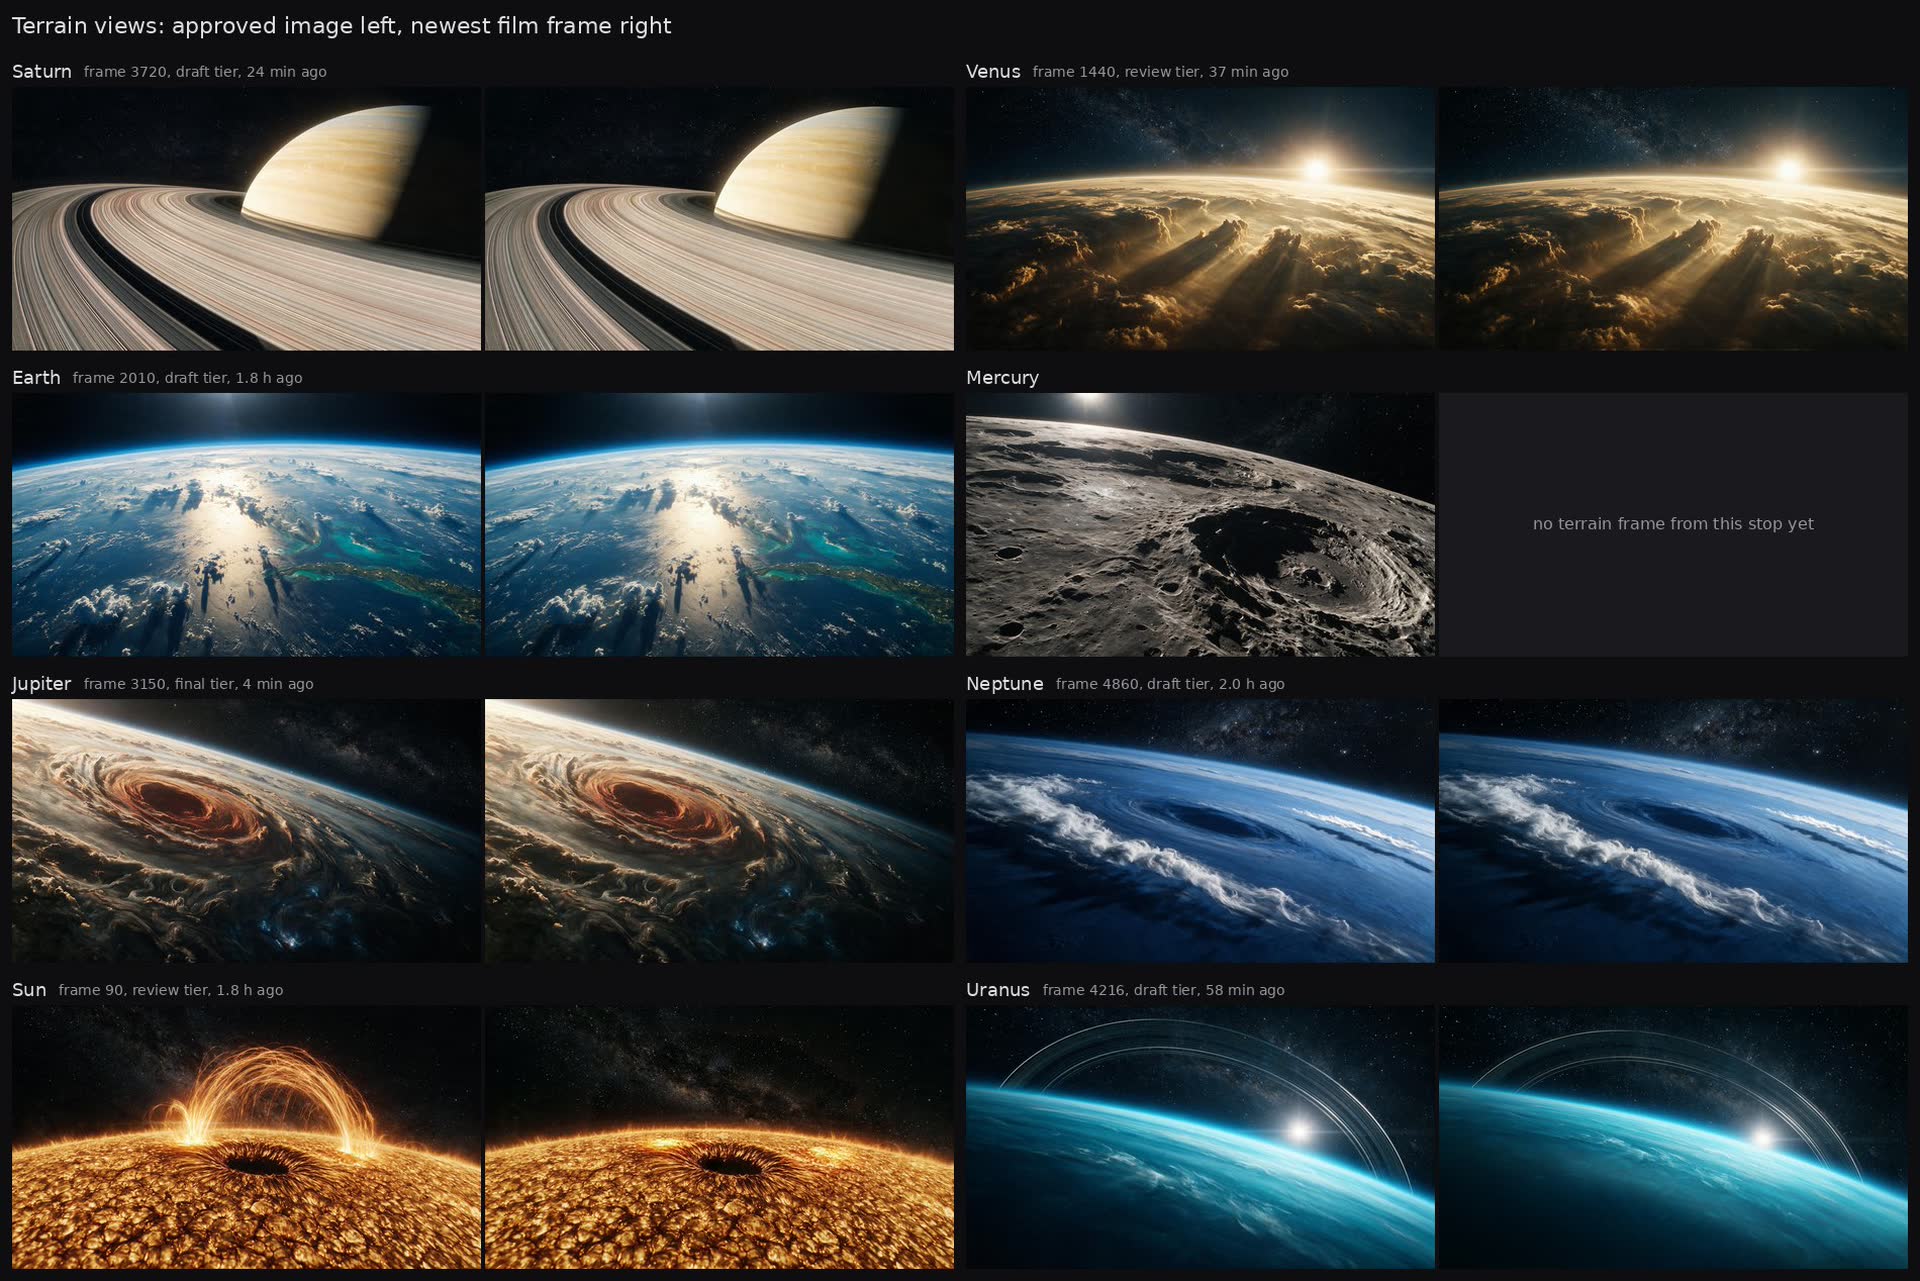 Terrain views: approved image left, newest film frame right
Saturn frame 3720, draft tier, 24 min ago
Venus frame 1440, review tier, 37 min ago
Earth frame 2010, draft tier, 1.8 h ago
Mercury
no terrain frame from this stop yet
Jupiter frame 3150, final tier, 4 min ago
Neptune frame 4860, draft tier, 2.0 h ago
Sun frame 90, review tier, 1.8 h ago
Uranus frame 4216, draft tier, 58 min ago